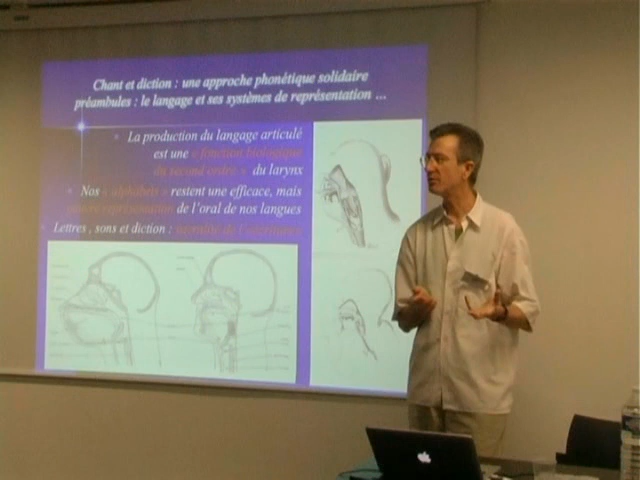 Chant et diction : une approche phonétique solidaire
préambules : le langage et ses systèmes de représentation ...
La production du langage articulé
est une « fonction biologique
du second ordre » du larynx
Nos « alphabets » restent une efficace, mais
de l'oral de nos langues
Lettres , sons et diction :